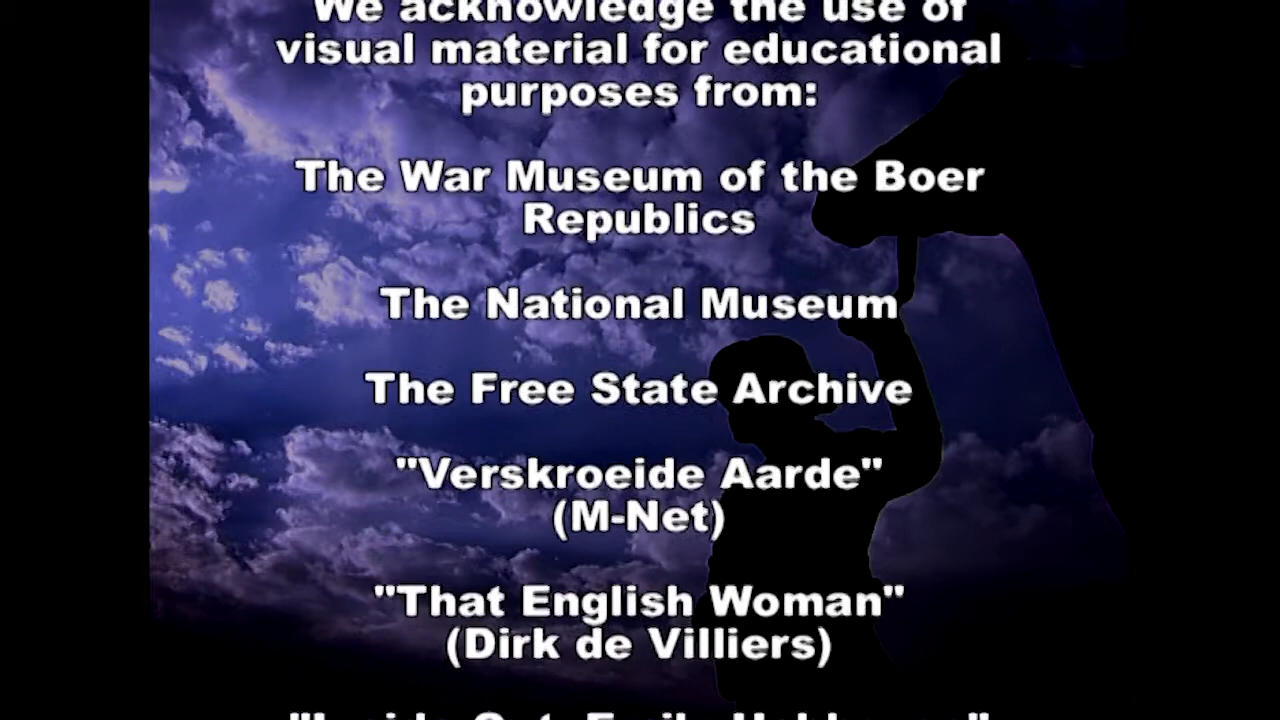 We acknowledge the use of
visual material for educational
purposes from:
The War Museum of the Boer
Republics
The National Museum
The Free State Archive
"Verskroeide Aarde"
(M-Net)
"That English Woman"
(Dirk de Villiers)